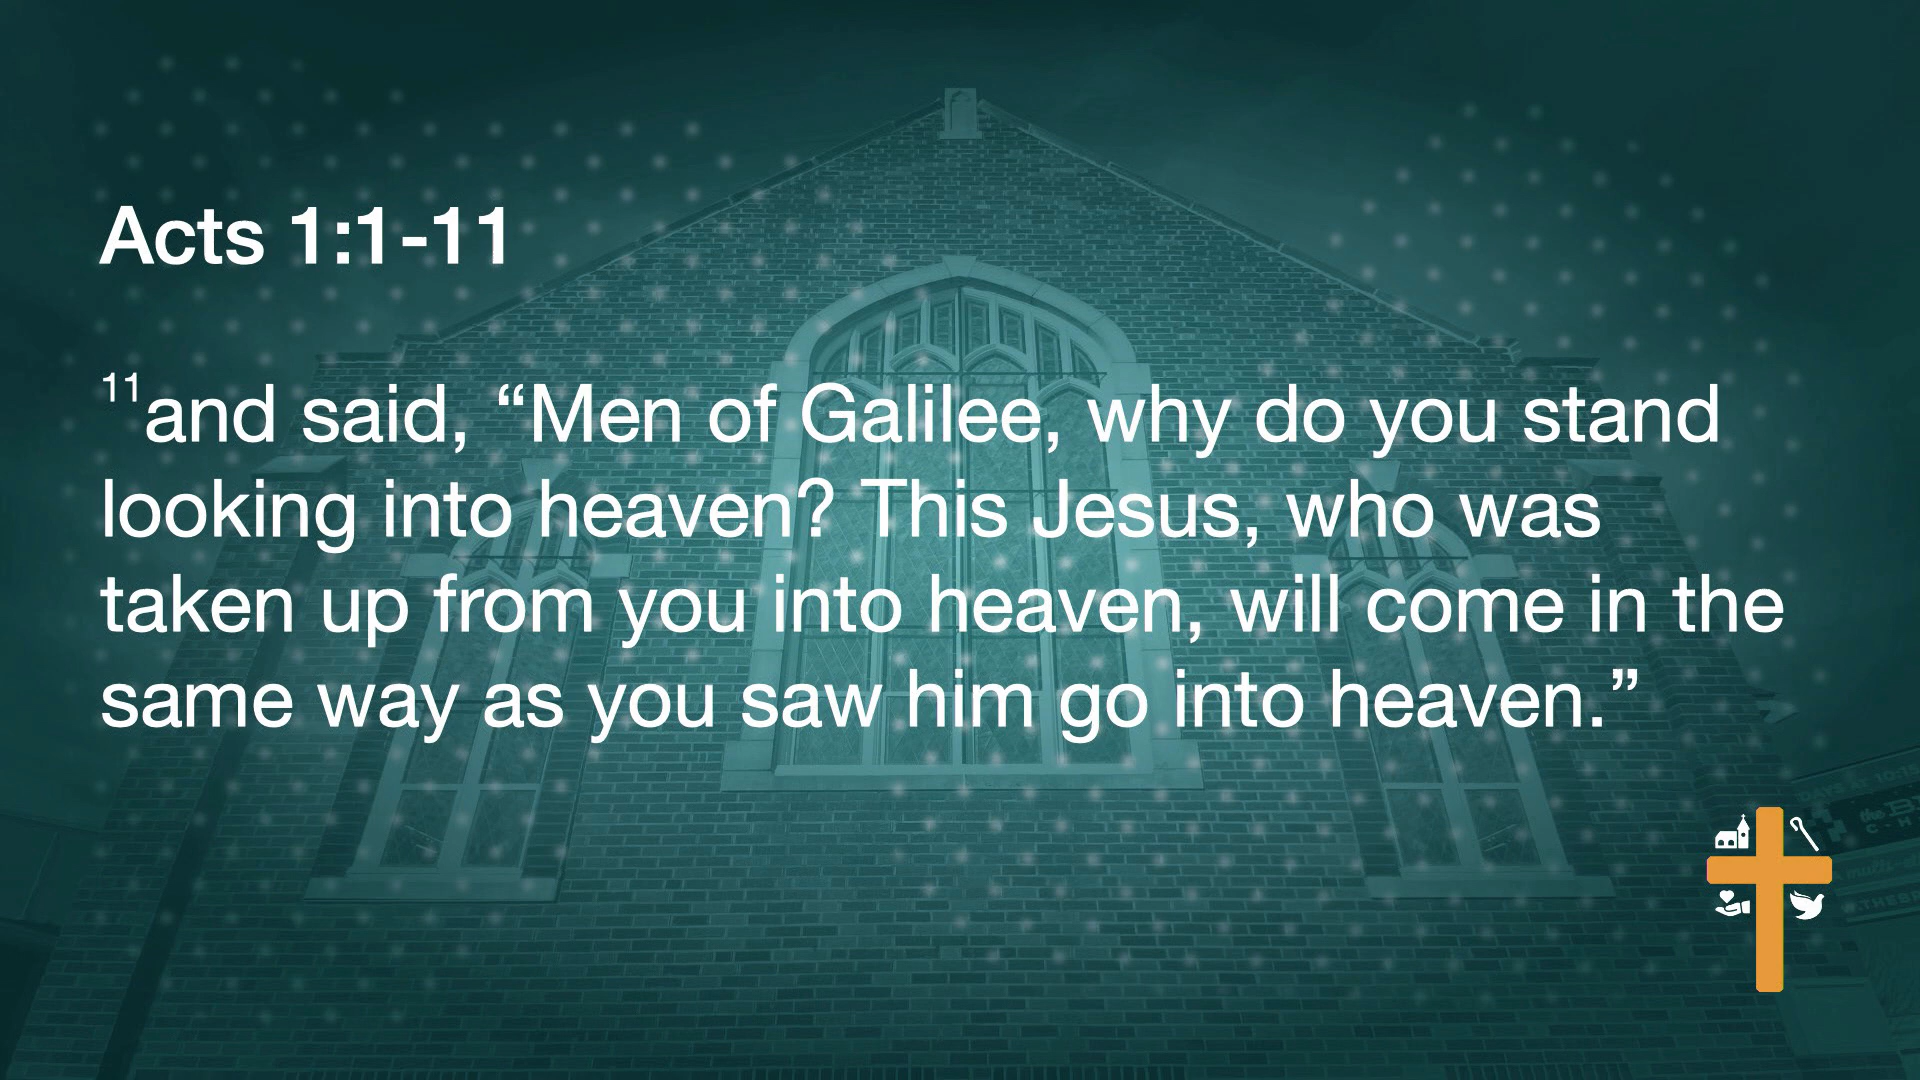 Acts 1:1-11
11and said, “Men of Galilee, why do you stand
looking into heaven? This Jesus, who was
taken up from you into heaven, will come in the
same way as you saw him go into heaven.”